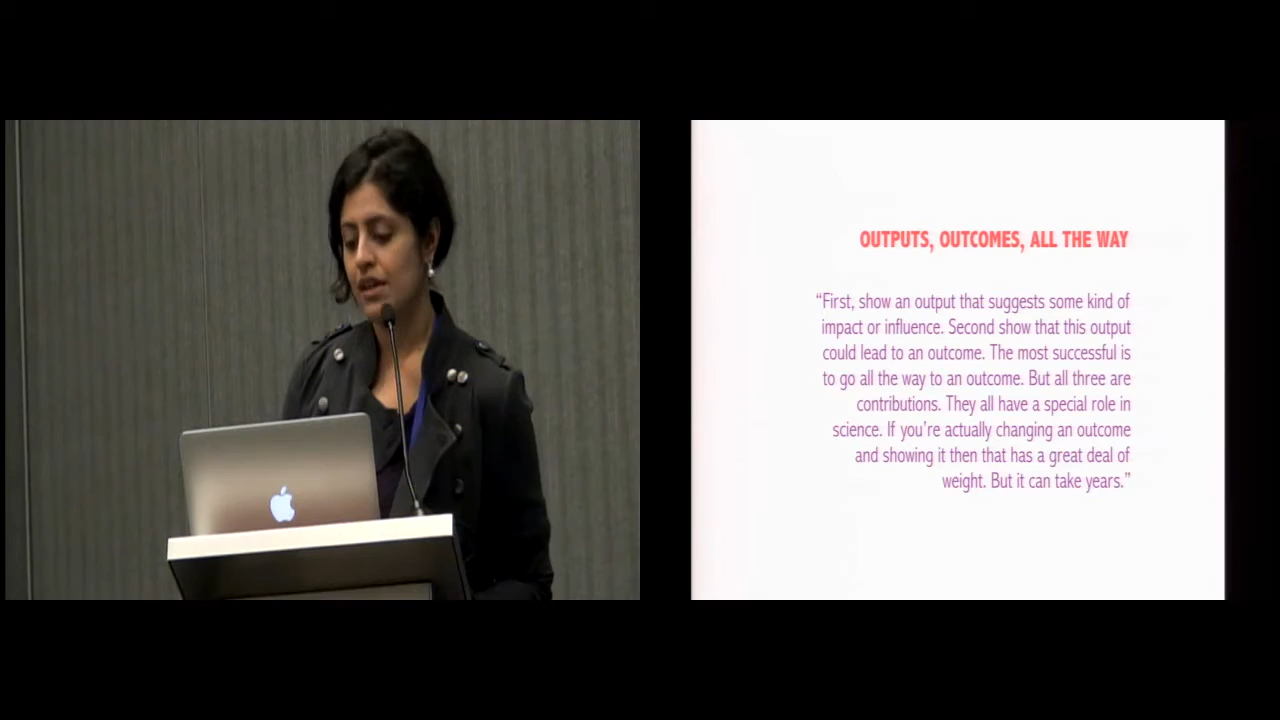 OUTPUTS, OUTCOMES, ALL THE WAY
“First, show an output that suggests some kind of
impact or influence. Second show that this output
could lead to an outcome. The most successful is
to go all the way to an outcome. But all three are
contributions. They all have a special role in
science. If you’re actually changing an outcome
and showing it then that has a great deal of
weight. But it can take years.”